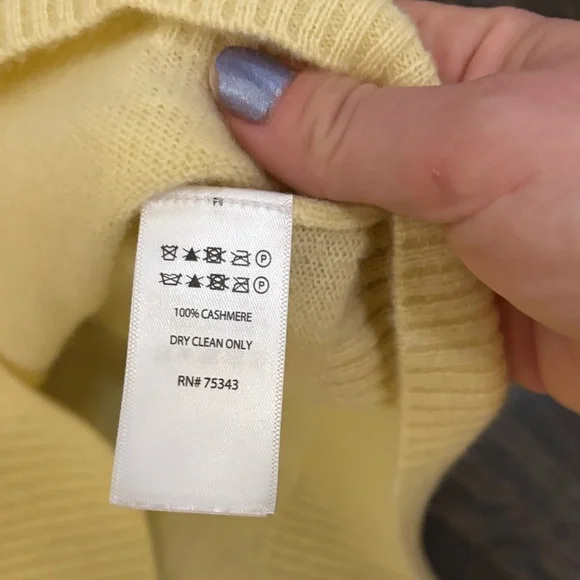 P
P
100% CASHMERE
DRY CLEAN ONLY
RN# 75343